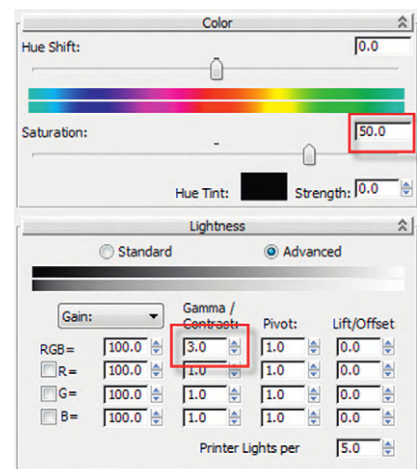 Color
Hue Shift: 0.0
Saturation: 50.0
Hue Tint: Strength: 0.0
Lightness
Standard Advanced
Gain: Gamma / Contrast: Pivot: Lift/Offset
RGB= 100.0 3.0 1.0 0.0
R= 100.0 1.0 1.0 0.0
G= 100.0 1.0 1.0 0.0
B= 100.0 1.0 1.0 0.0
Printer Lights per 5.0